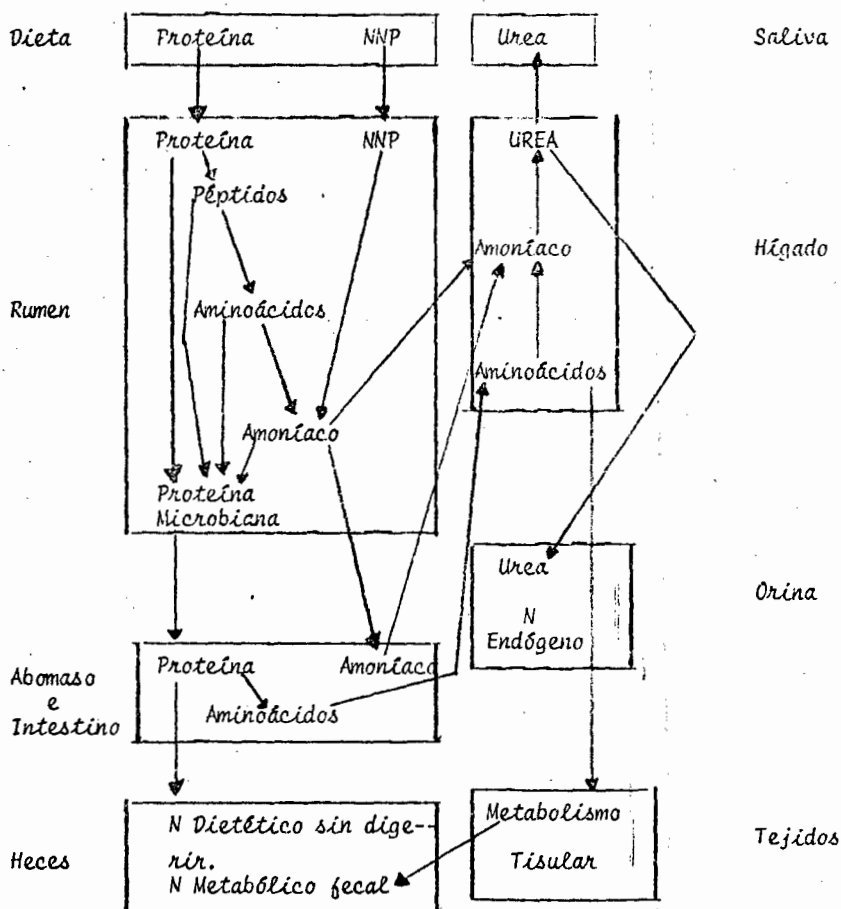 Dieta
Proteína
NNP
Urea
Saliva
Proteína
NNP
UREA
Péptidos
Amoníaco
Hígado
Rumen
Aminoácidos
Aminoácidos
Amoníaco
Proteína
Microbiana
Urea
Orina
N
Endógeno
Abomaso
e
Intestino
Proteína
Amoníaco
Aminoácidos
Heces
N Dietético sin dige--
rir.
N Metabólico fecal
Metabolismo
Tisular
Tejidos